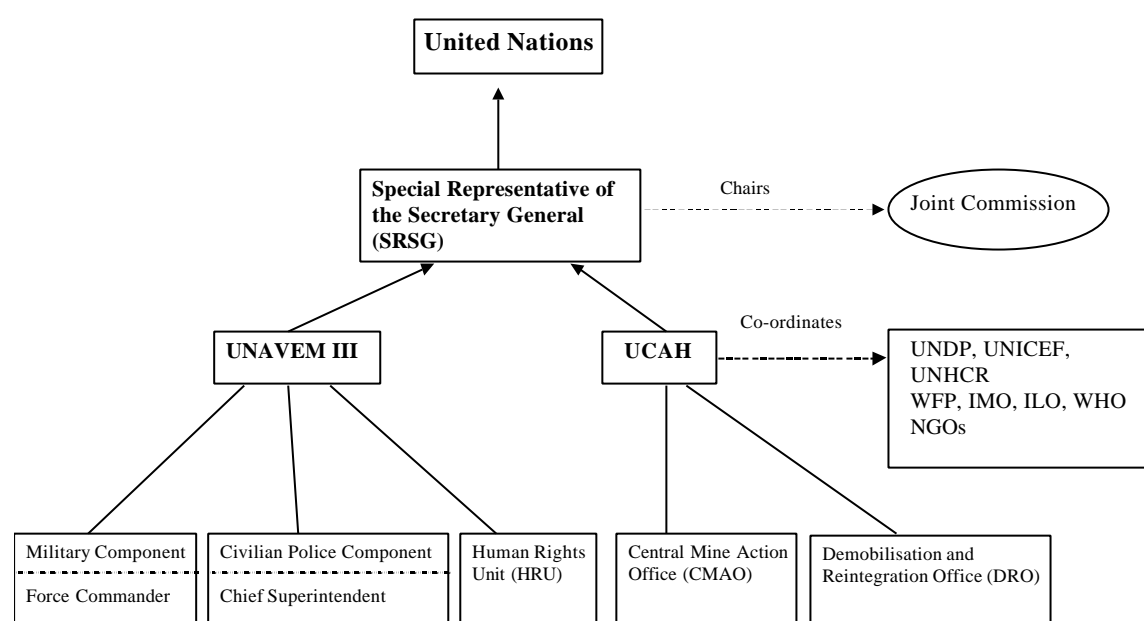 United Nations
Special Representative of
the Secretary General
(SRSG)
Chairs
Joint Commission
UNAVEM III
UCAH
Co-ordinates
UNDP, UNICEF,
UNHCR
WFP, IMO, ILO, WHO
NGOs
Military Component
Force Commander
Civilian Police Component
Chief Superintendent
Human Rights
Unit (HRU)
Central Mine Action
Office (CMAO)
Demobilisation and
Reintegration Office (DRO)